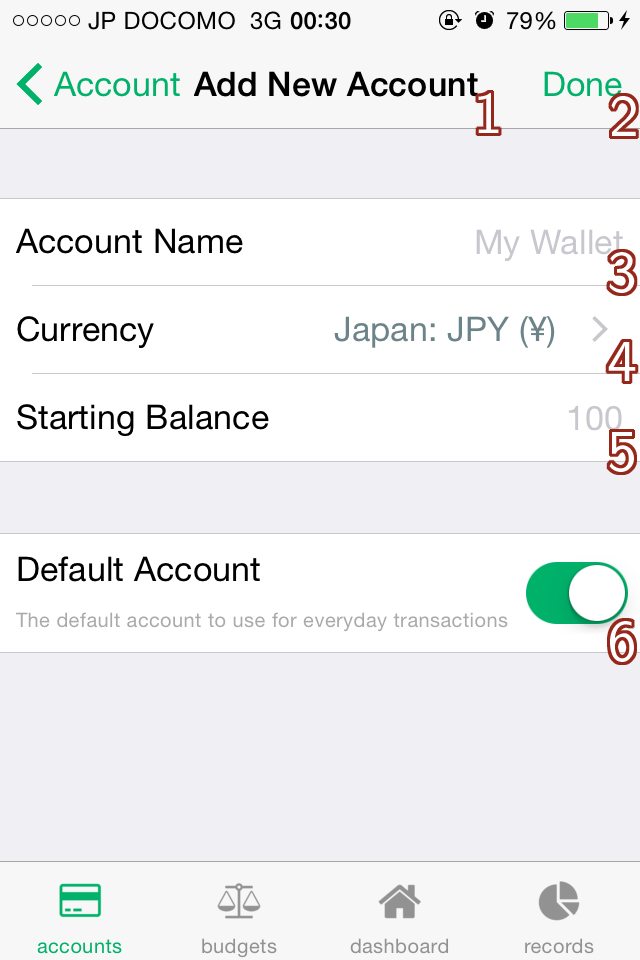 JP DOCOMO 3G 00:30 79%
Account Add New Account Done
1 2
Account Name My Wallet
3
Currency Japan: JPY (¥)
4
Starting Balance 100
5
Default Account
The default account to use for everyday transactions
6
accounts budgets dashboard records